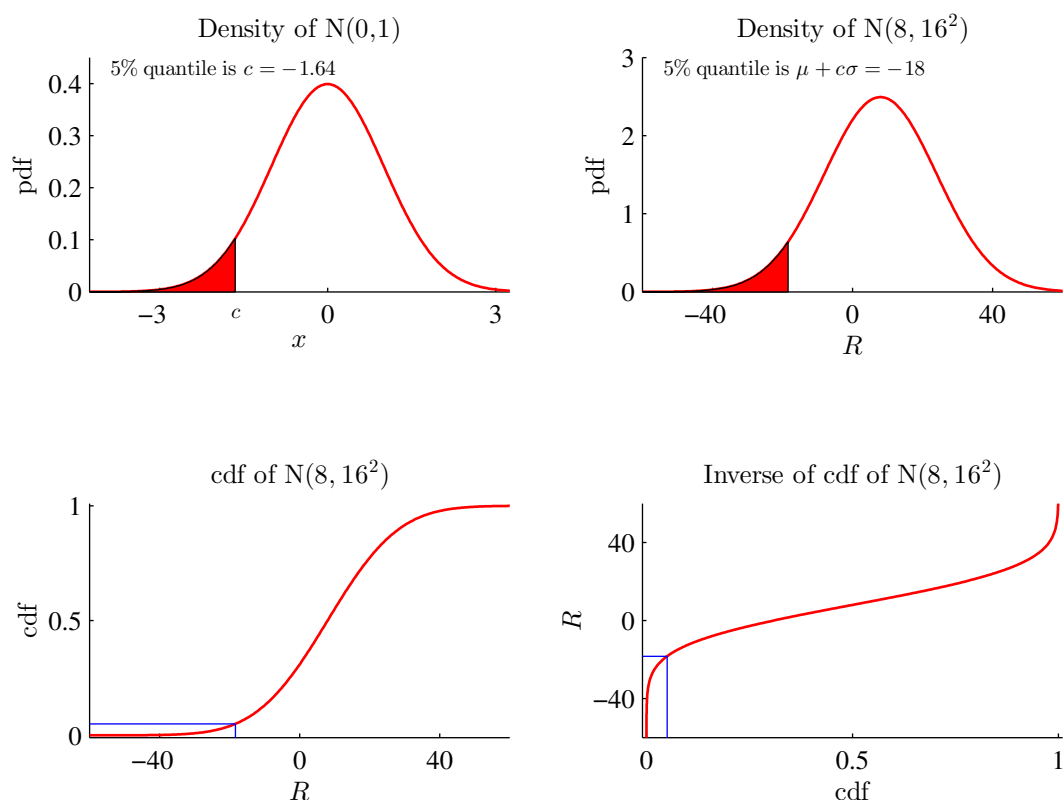 Density of N(0,1)
5% quantile is c = −1.64
pdf
0.4
0.3
0.2
0.1
0
−3
c
0
3
x
Density of N(8, 16²)
5% quantile is μ + cσ = −18
pdf
3
2
1
0
−40
0
40
R
cdf of N(8, 16²)
cdf
1
0.5
0
−40
0
40
R
Inverse of cdf of N(8, 16²)
R
40
0
−40
0
0.5
1
cdf